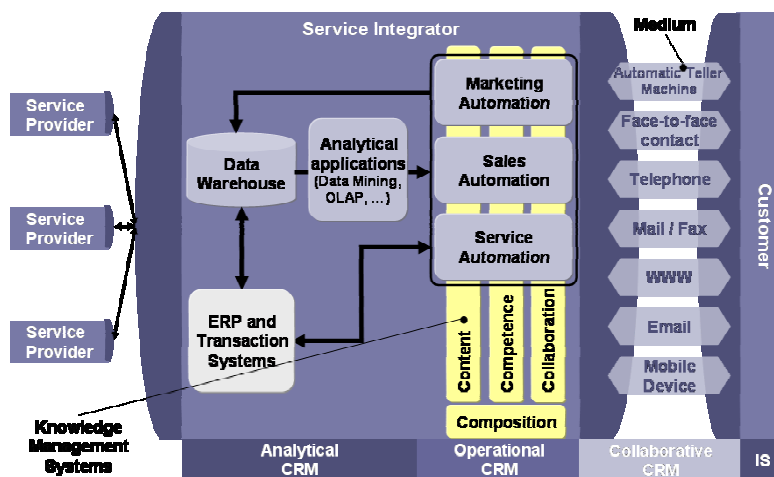 Service Integrator
Medium
Service
Provider
Service
Provider
Service
Provider
Data
Warehouse
Analytical
applications
(Data Mining,
OLAP, ...)
ERP and
Transaction
Systems
Marketing
Automation
Sales
Automation
Service
Automation
Content
Competence
Collaboration
Composition
Automatic Teller
Machine
Face-to-face
contact
Telephone
Mail / Fax
WWW
Email
Mobile
Device
Customer
Knowledge
Management
Systems
Analytical
CRM
Operational
CRM
Collaborative
CRM
IS